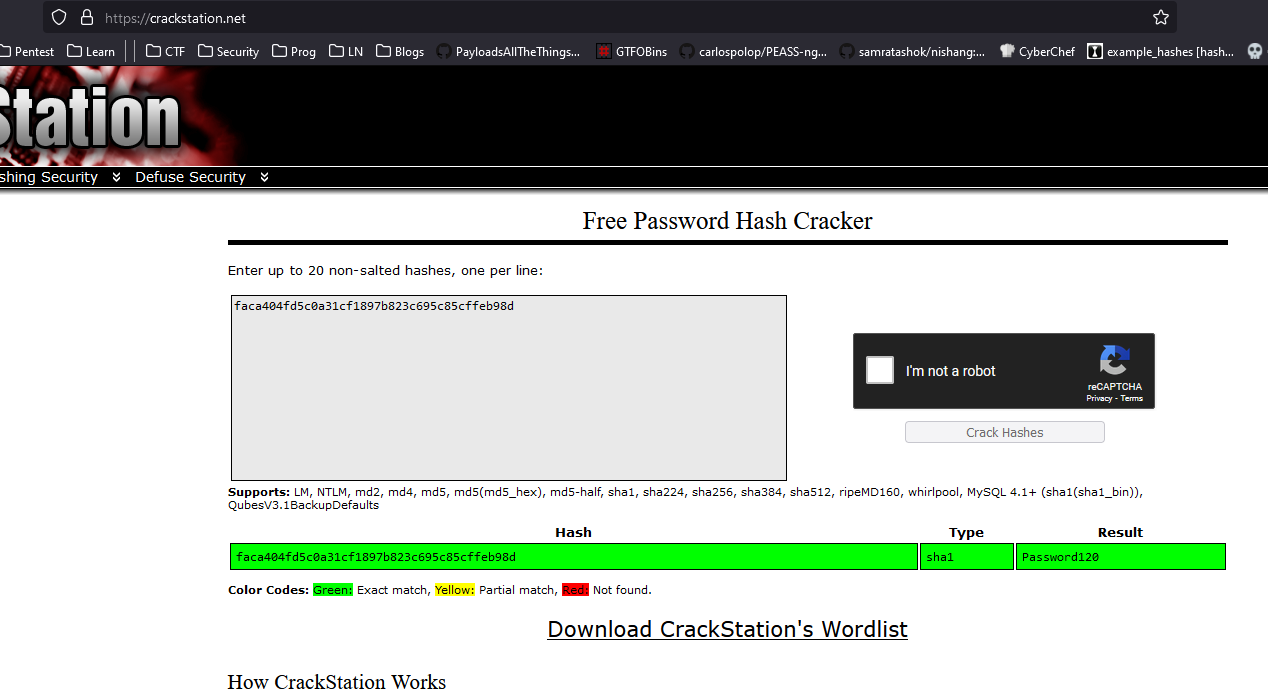 https://crackstation.net
Pentest Learn CTF Security Prog LN Blogs PayloadsAllTheThings... GTFOBins carlospolop/PEASS-ng... samratashok/nishang:... CyberChef example_hashes [hash...
Station
shing Security Defuse Security
Free Password Hash Cracker
Enter up to 20 non-salted hashes, one per line:
faca404fd5c0a31cf1897b823c695c85cffeb98d
I'm not a robot
reCAPTCHA
Privacy - Terms
Crack Hashes
Supports: LM, NTLM, md2, md4, md5, md5(md5_hex), md5-half, sha1, sha224, sha256, sha384, sha512, ripeMD160, whirlpool, MySQL 4.1+ (sha1(sha1_bin)),
QubesV3.1BackupDefaults
Hash Type Result
faca404fd5c0a31cf1897b823c695c85cffeb98d sha1 Password120
Color Codes: Green: Exact match, Yellow: Partial match, Red: Not found.
Download CrackStation's Wordlist
How CrackStation Works